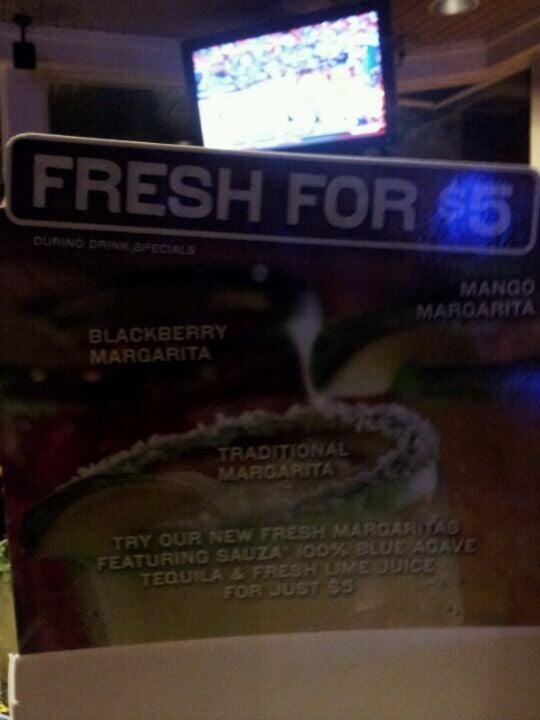 FRESH FOR $5
DURING DRINK SPECIALS
MANGO
MARGARITA
BLACKBERRY
MARGARITA
TRADITIONAL
MARGARITA
TRY OUR NEW FRESH MARGARITAS
FEATURING SAUZA® 100% BLUE AGAVE
TEQUILA & FRESH LIME JUICE
FOR JUST $5